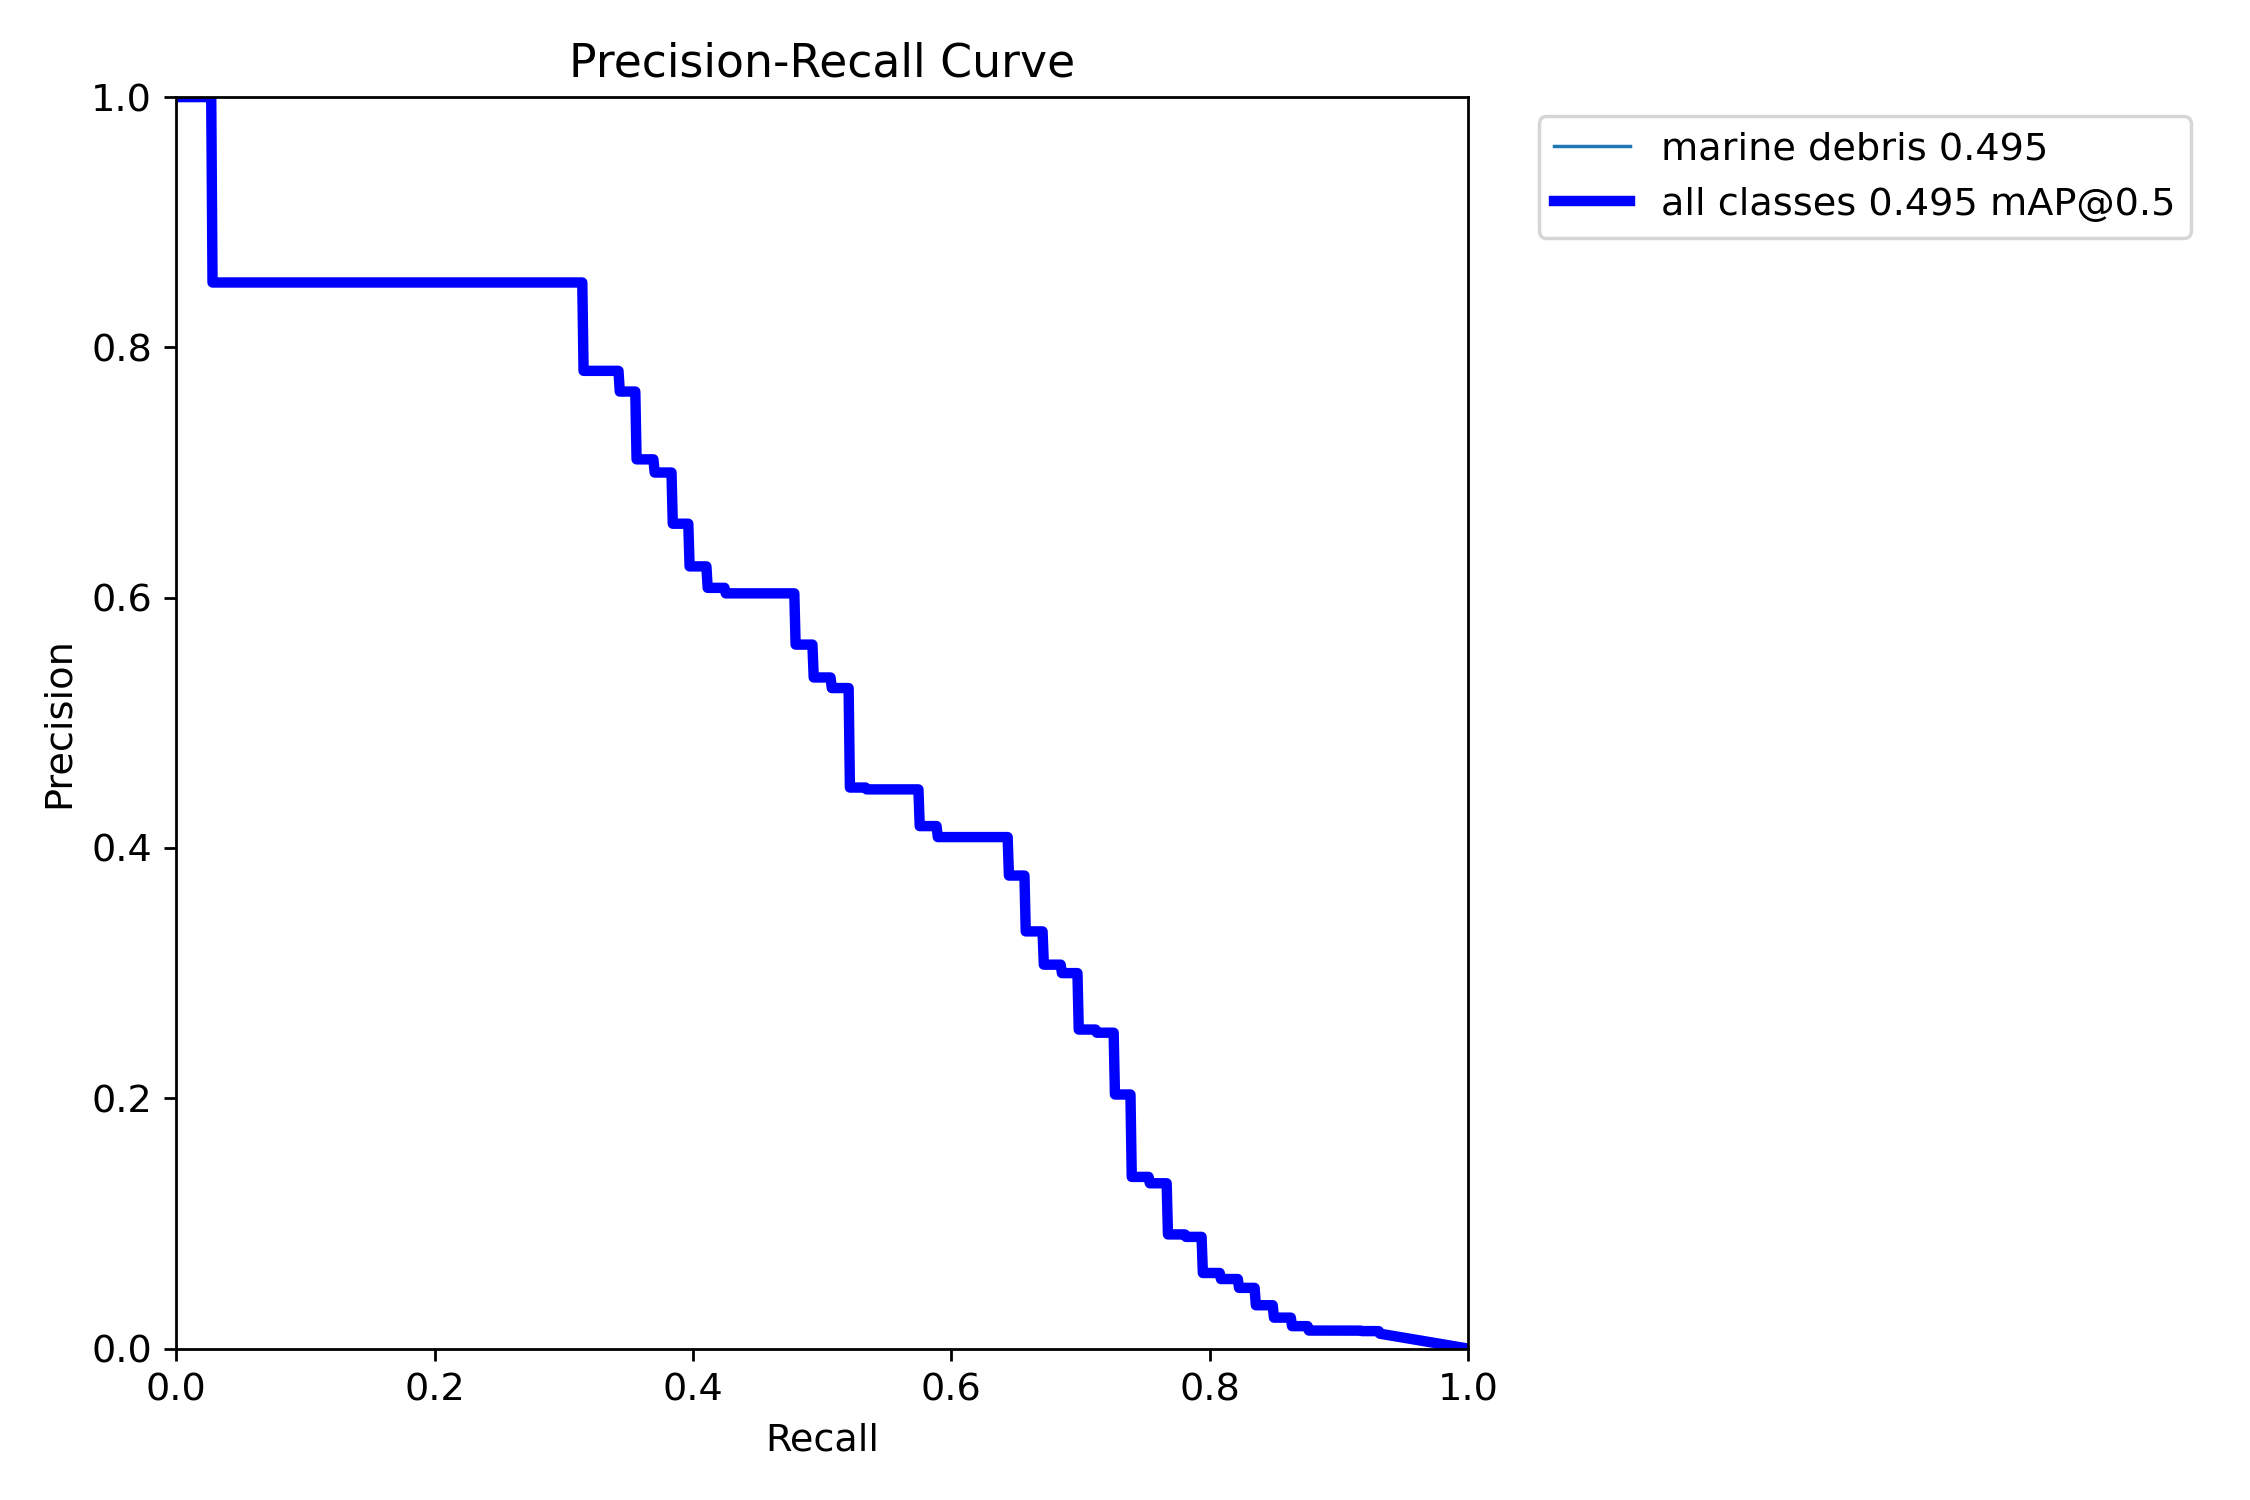 Precision-Recall Curve
1.0
0.8
0.6
0.4
0.2
0.0
Precision
0.0 0.2 0.4 0.6 0.8 1.0
Recall
marine debris 0.495
all classes 0.495 mAP@0.5